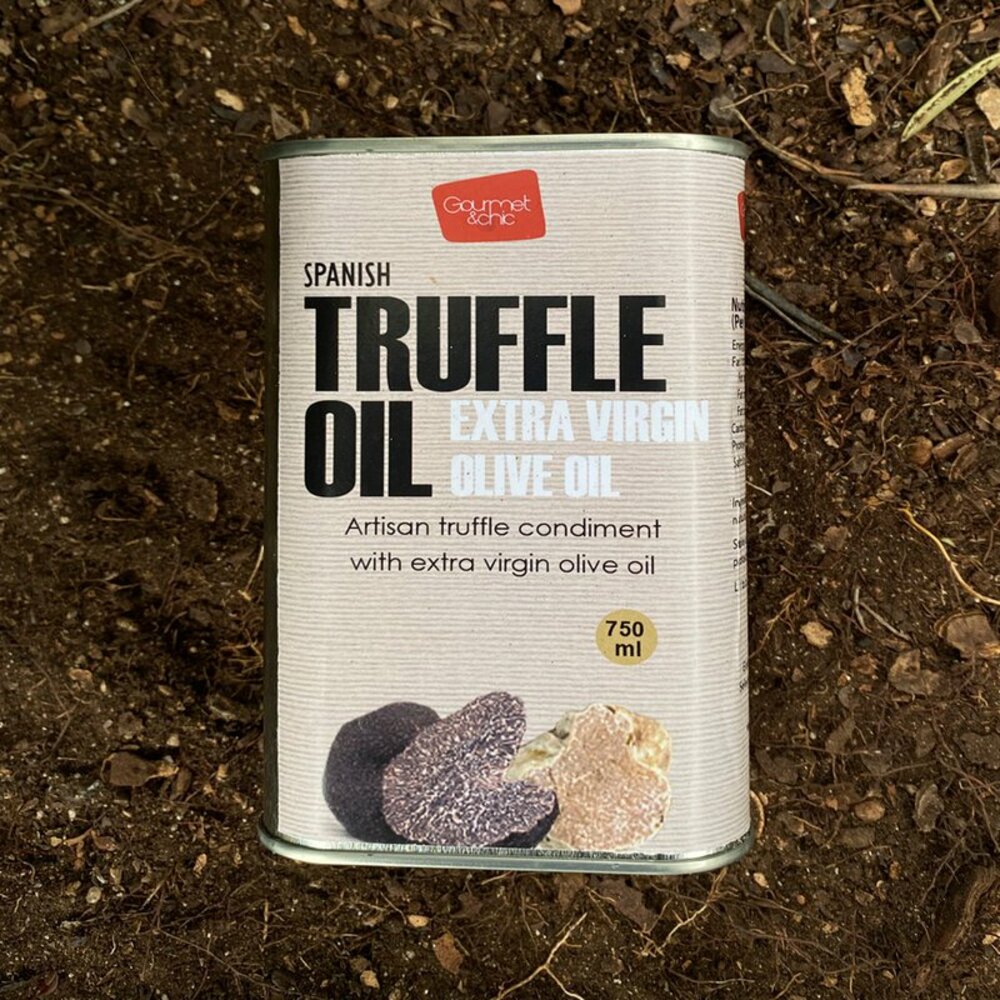 Gourmet
&chic
SPANISH
TRUFFLE
OIL
EXTRA VIRGIN
OLIVE OIL
Artisan truffle condiment
with extra virgin olive oil
750
ml